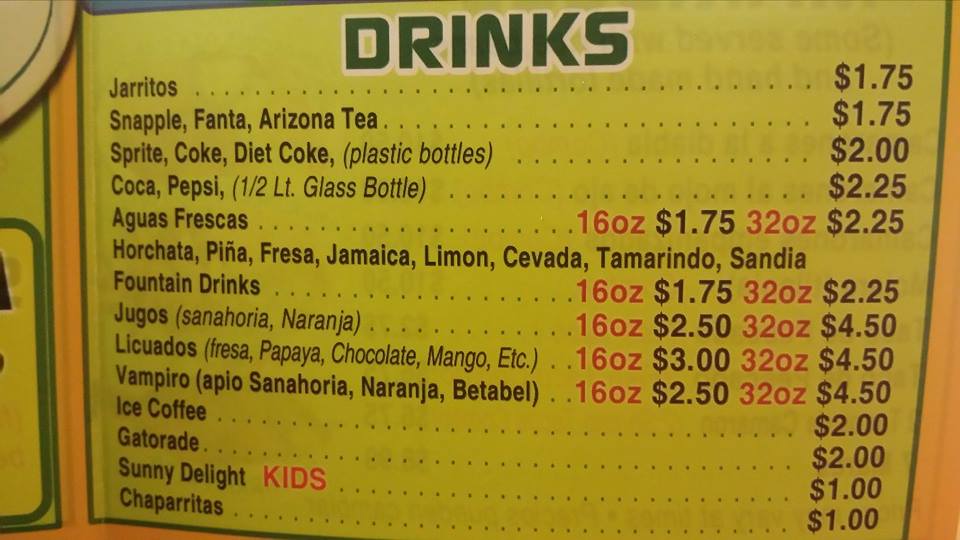 DRINKS
Jarritos $1.75
Snapple, Fanta, Arizona Tea $1.75
Sprite, Coke, Diet Coke, (plastic bottles) $2.00
Coca, Pepsi, (1/2 Lt. Glass Bottle) $2.25
Aguas Frescas 16oz $1.75 32oz $2.25
Horchata, Piña, Fresa, Jamaica, Limon, Cevada, Tamarindo, Sandia
Fountain Drinks 16oz $1.75 32oz $2.25
Jugos (sanahoria, Naranja) 16oz $2.50 32oz $4.50
Licuados (fresa, Papaya, Chocolate, Mango, Etc.) 16oz $3.00 32oz $4.50
Vampiro (apio Sanahoria, Naranja, Betabel) 16oz $2.50 32oz $4.50
Ice Coffee $2.00
Gatorade $2.00
Sunny Delight KIDS $1.00
Chaparritas $1.00